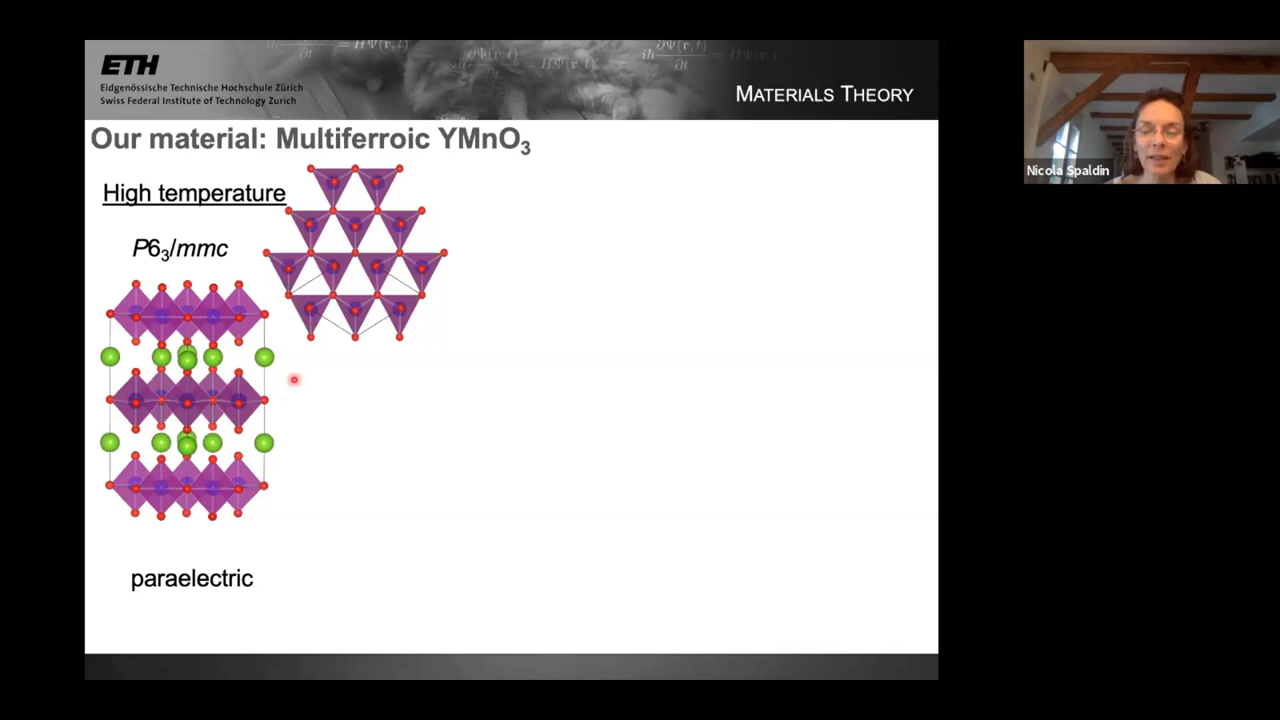 ETH
Eidgenössische Technische Hochschule Zürich
Swiss Federal Institute of Technology Zurich
MATERIALS THEORY
Our material: Multiferroic YMnO₃
High temperature
P6₃/mmc
paraelectric
Nicola Spaldin